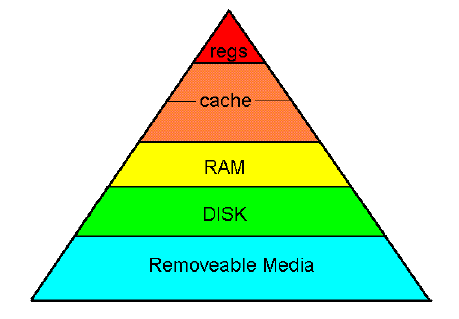 regs
cache
RAM
DISK
Removeable Media